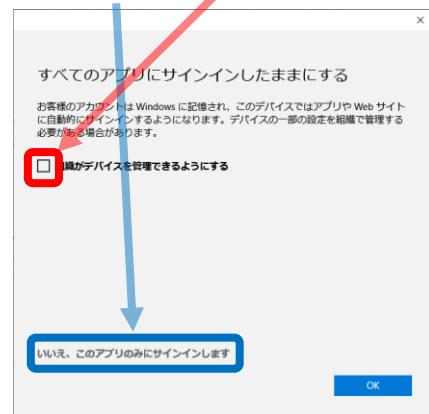 すべてのアプリにサインインしたままにする
お客様のアカウントは Windows に記憶され、このデバイスではアプリや Web サイト
に自動的にサインインするようになります。デバイスの一部の設定を組織で管理する
必要がある場合があります。
組織がデバイスを管理できるようにする
いいえ、このアプリのみにサインインします
OK